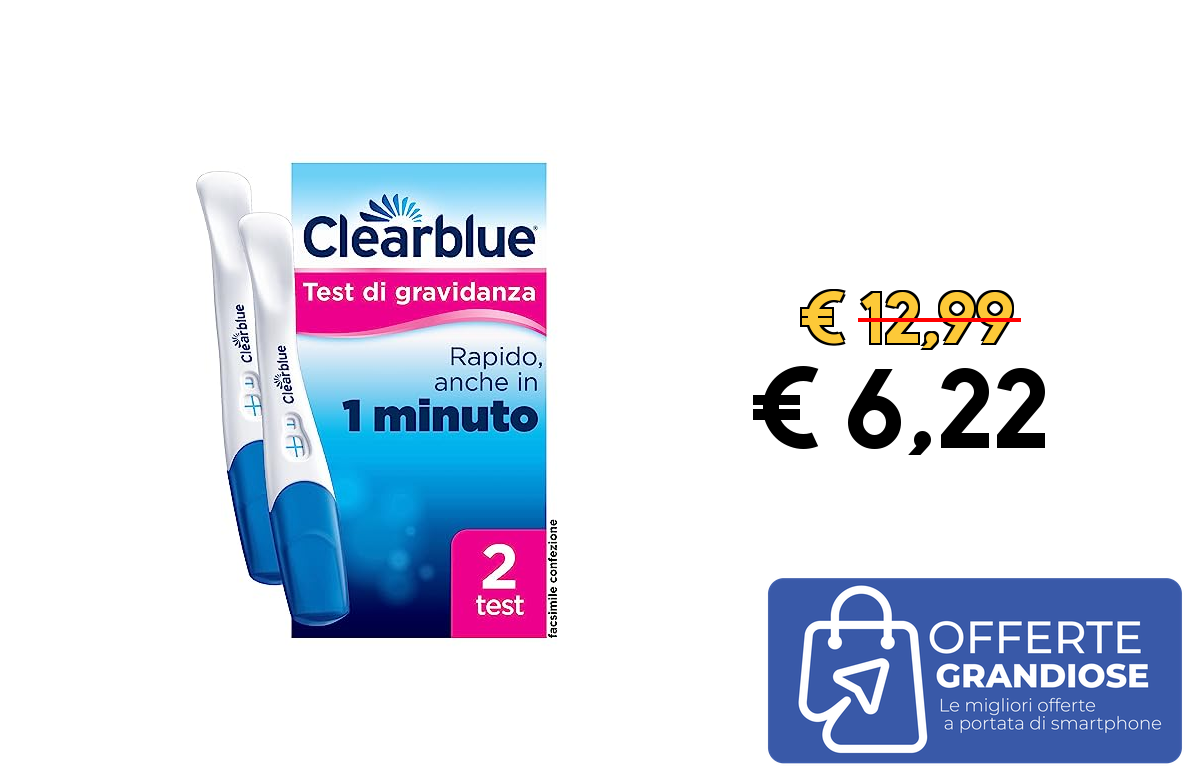 Clearblue®
Test di gravidanza
Rapido,
anche in
1 minuto
2
test
facsimile confezione
Clearblue
Clearblue
€ 12,99
€ 6,22
OFFERTE
GRANDIOSE
Le migliori offerte
a portata di smartphone